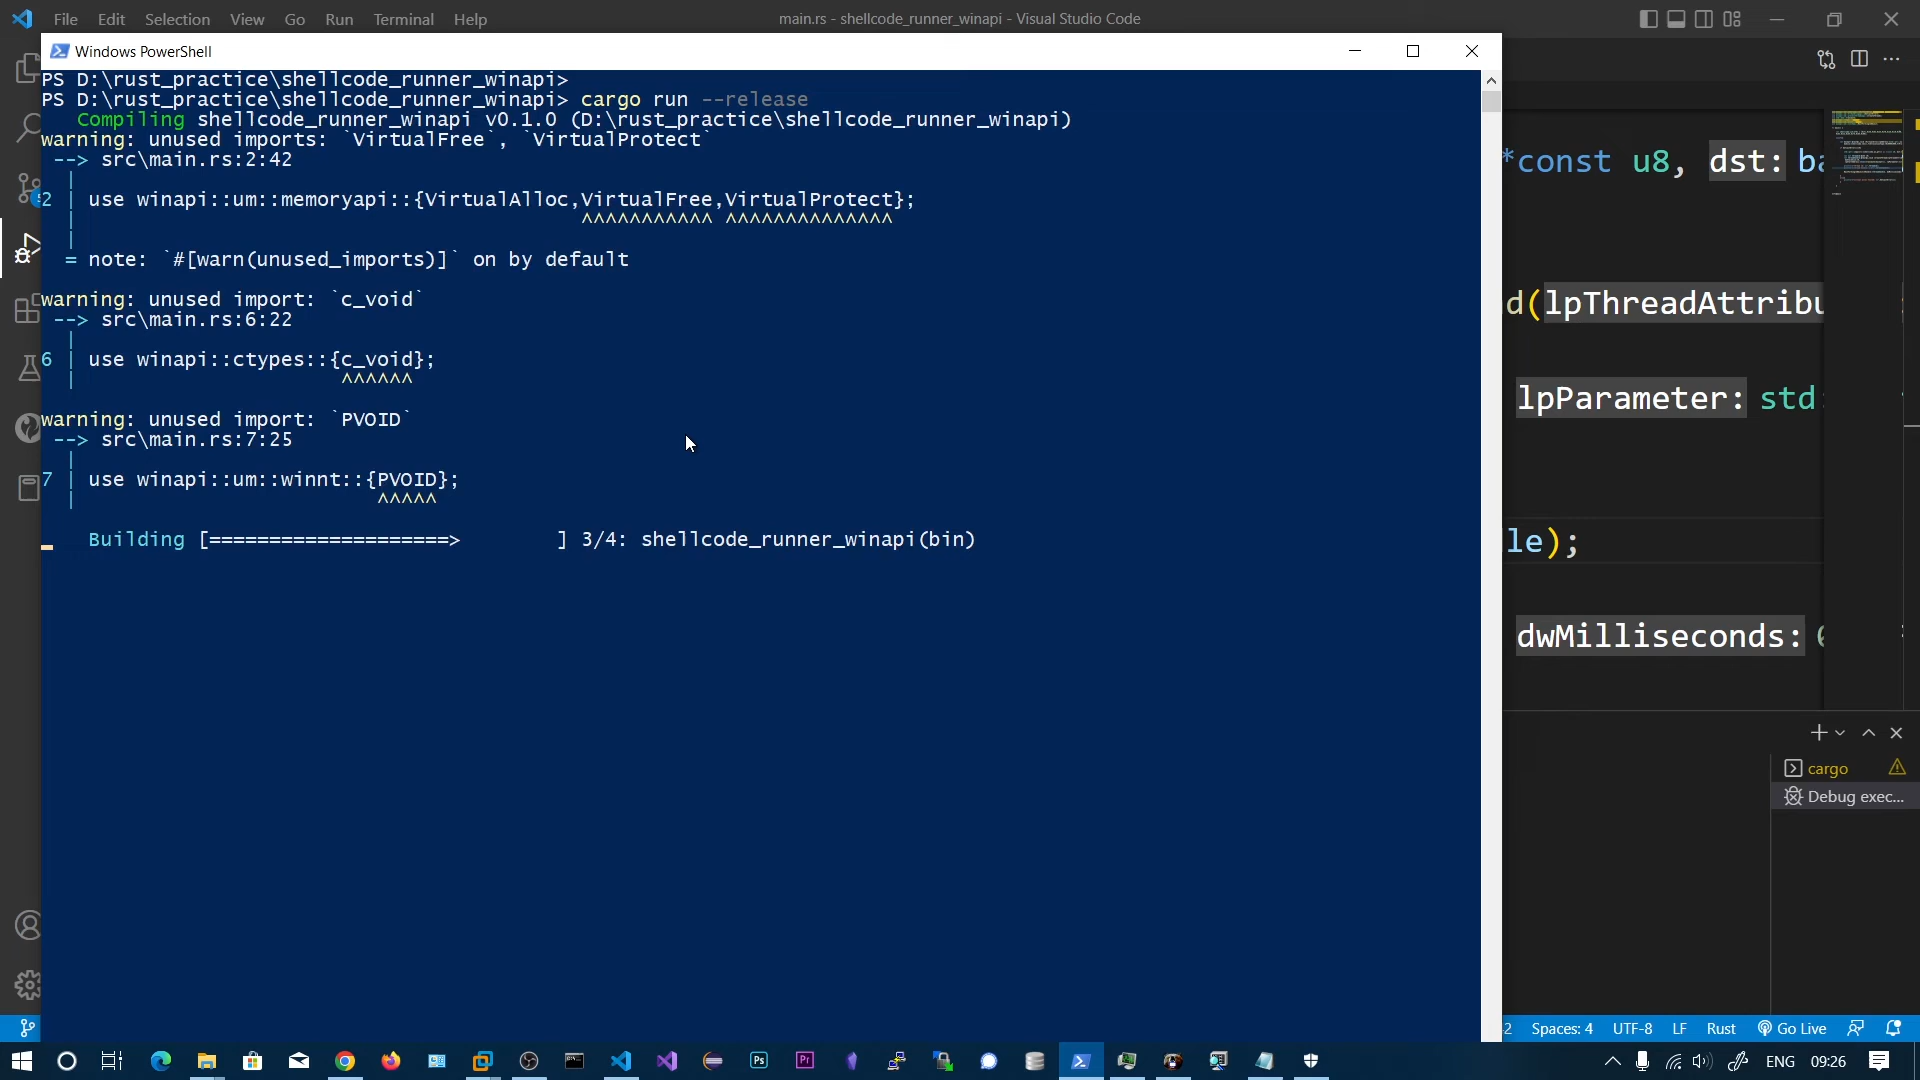 File Edit Selection View Go Run Terminal Help
main.rs - shellcode_runner_winapi - Visual Studio Code
Windows PowerShell
PS D:\rust_practice\shellcode_runner_winapi>
PS D:\rust_practice\shellcode_runner_winapi> cargo run --release
Compiling shellcode_runner_winapi v0.1.0 (D:\rust_practice\shellcode_runner_winapi)
warning: unused imports: `VirtualFree`, `VirtualProtect`
--> src\main.rs:2:42
|
2 | use winapi::um::memoryapi::{VirtualAlloc,VirtualFree,VirtualProtect};
| ^^^^^^^^^^^ ^^^^^^^^^^^^^^
|
= note: `#[warn(unused_imports)]` on by default
warning: unused import: `c_void`
--> src\main.rs:6:22
|
6 | use winapi::ctypes::{c_void};
| ^^^^^^
warning: unused import: `PVOID`
--> src\main.rs:7:25
|
7 | use winapi::um::winnt::{PVOID};
| ^^^^^
Building [====================> ] 3/4: shellcode_runner_winapi(bin)
*const u8, dst: ba
d(lpThreadAttribu
lpParameter: std
le);
dwMilliseconds: 0
cargo
Debug exec...
Spaces: 4 UTF-8 LF Rust Go Live
ENG 09:26